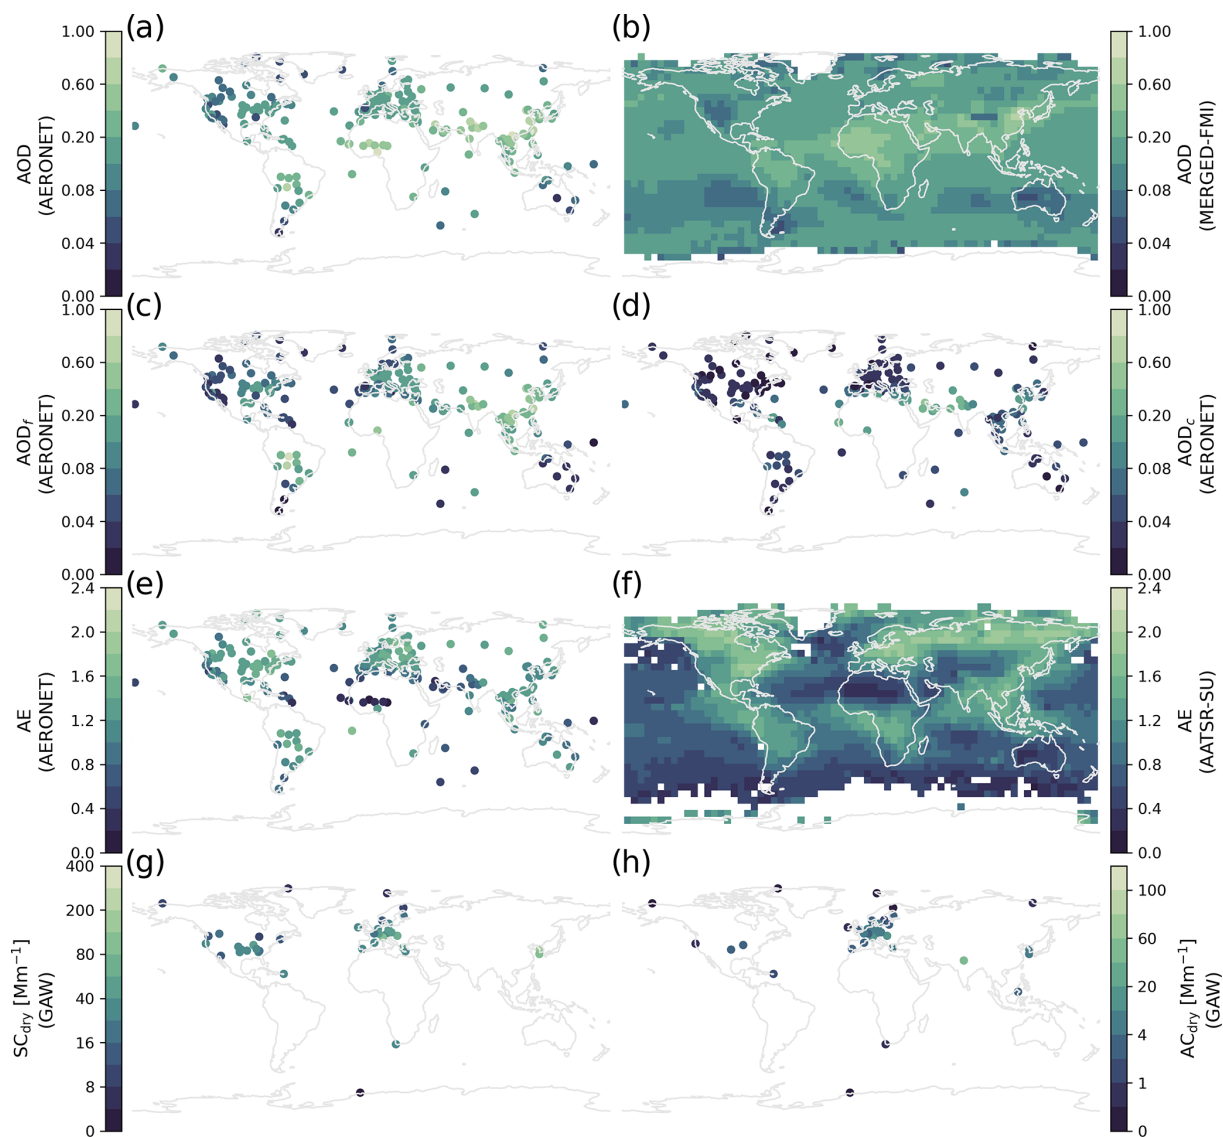 (a)
1.00
0.60
0.20
0.08
0.04
0.00
AOD
(AERONET)
(b)
1.00
0.60
0.20
0.08
0.04
0.00
AOD
(MERGED-FMI)
(c)
1.00
0.60
0.20
0.08
0.04
0.00
AOD_f
(AERONET)
(d)
1.00
0.60
0.20
0.08
0.04
0.00
AOD_c
(AERONET)
(e)
2.4
2.0
1.6
1.2
0.8
0.4
0.0
AE
(AERONET)
(f)
2.4
2.0
1.6
1.2
0.8
0.4
0.0
AE
(AATSR-SU)
(g)
400
200
80
40
16
8
0
SC_dry [Mm⁻¹]
(GAW)
(h)
100
60
20
4
1
0
AC_dry [Mm⁻¹]
(GAW)